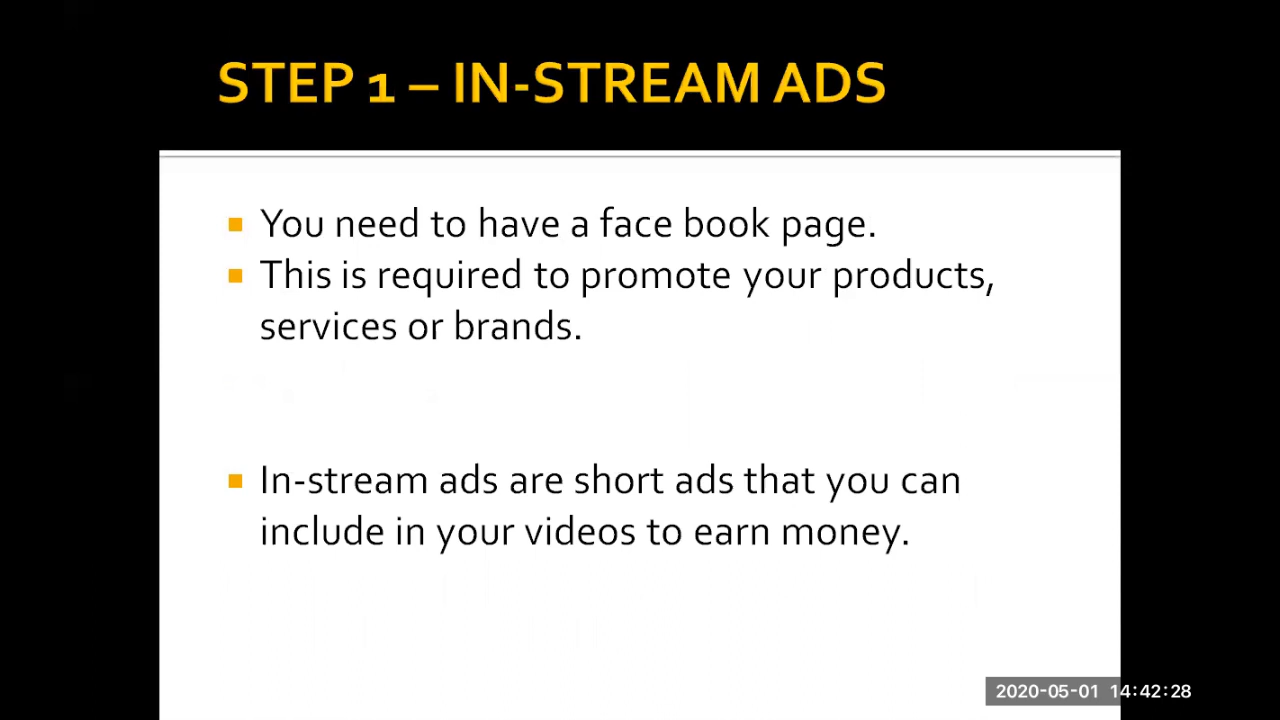 STEP 1 – IN-STREAM ADS
You need to have a face book page.
This is required to promote your products,
services or brands.
In-stream ads are short ads that you can
include in your videos to earn money.
2020-05-01 14:42:28